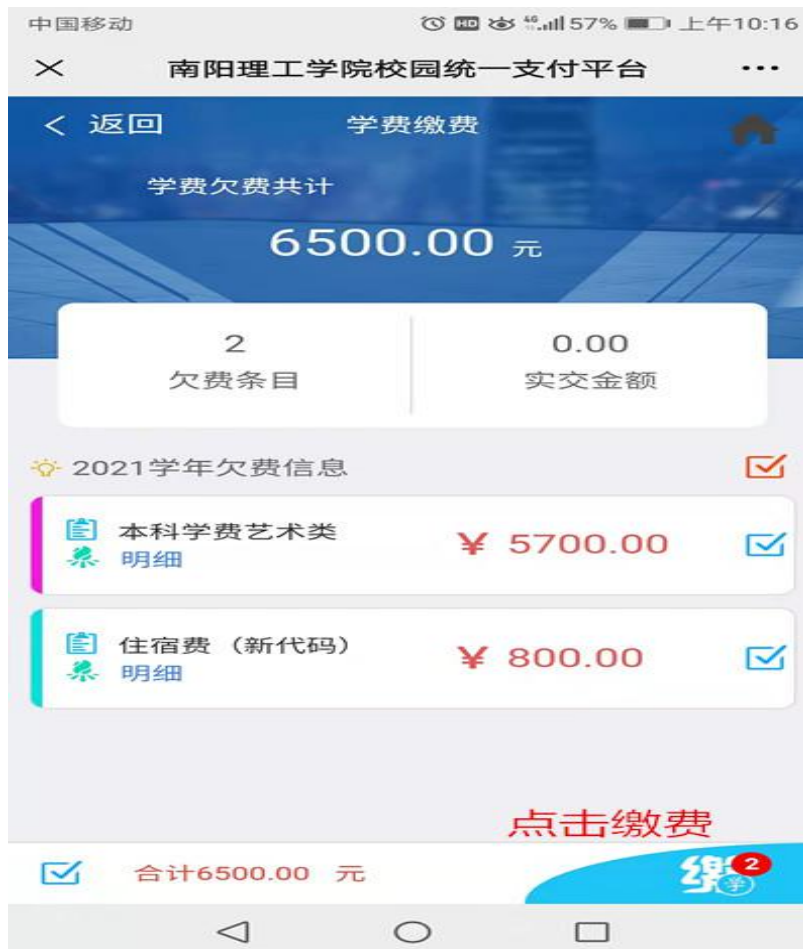 中国移动 HD 4G 57% 上午10:16
南阳理工学院校园统一支付平台
返回 学费缴费
学费欠费共计
6500.00 元
2 0.00
欠费条目 实交金额
2021学年欠费信息
本科学费艺术类 ¥ 5700.00
明细
住宿费（新代码） ¥ 800.00
明细
点击缴费
合计6500.00 元 缴 学 2